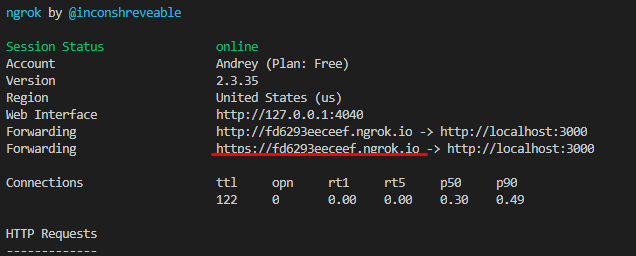 ngrok by @inconshreveable
Session Status online
Account Andrey (Plan: Free)
Version 2.3.35
Region United States (us)
Web Interface http://127.0.0.1:4040
Forwarding http://fd6293eeceef.ngrok.io -> http://localhost:3000
Forwarding https://fd6293eeceef.ngrok.io -> http://localhost:3000
Connections ttl opn rt1 rt5 p50 p90
122 0 0.00 0.00 0.30 0.49
HTTP Requests
-------------